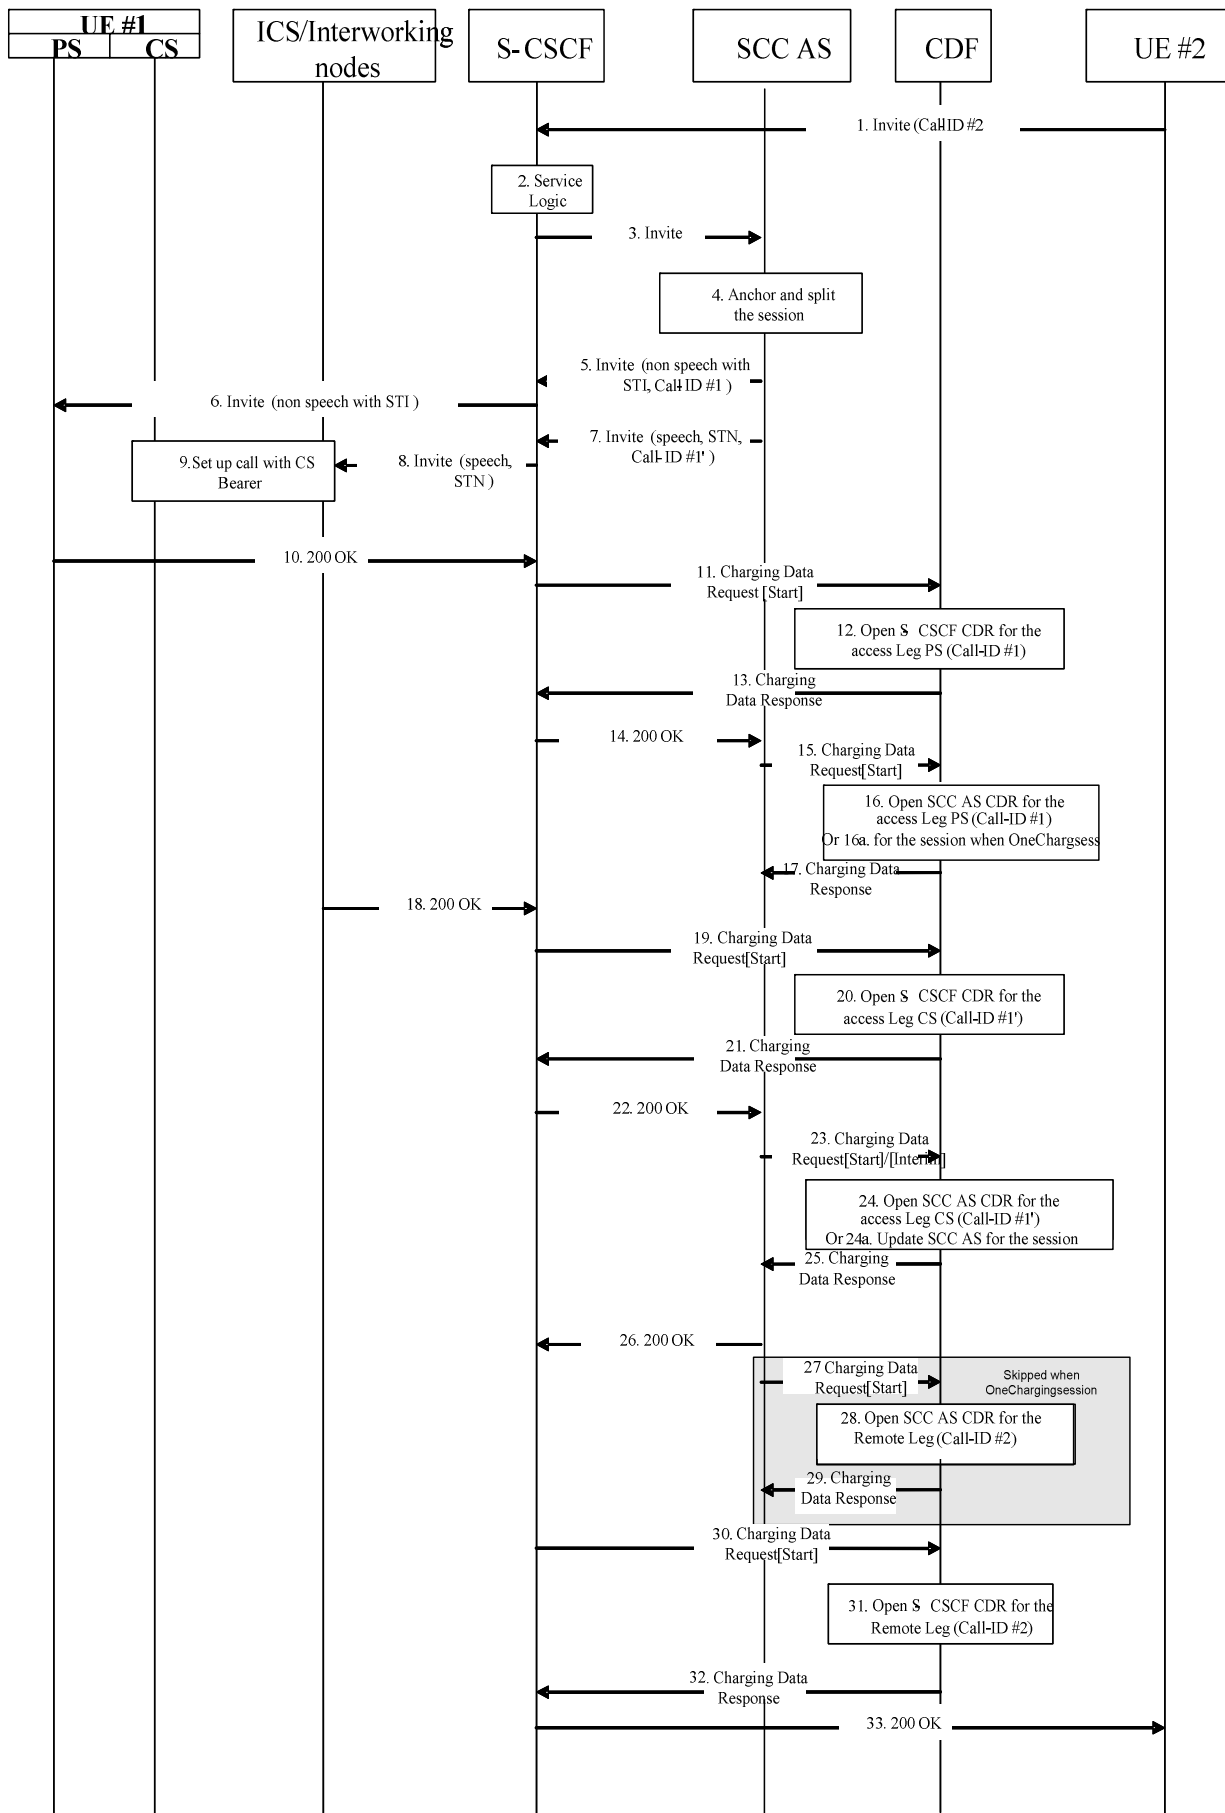 UE #1
PS
CS
ICS/Interworking
nodes
S-CSCF
SCC AS
CDF
UE #2
1. Invite (Call-ID #2
2. Service
Logic
3. Invite
4. Anchor and split
the session
5. Invite (non speech with
STI, Call-ID #1 )
6. Invite (non speech with STI )
7. Invite (speech, STN,
Call-ID #1' )
8. Invite (speech,
STN )
9.Set up call with CS
Bearer
10. 200 OK
11. Charging Data
Request [Start]
12. Open S- CSCF CDR for the
access Leg PS (Call-ID #1)
13. Charging
Data Response
14. 200 OK
15. Charging Data
Request[Start]
16. Open SCC AS CDR for the
access Leg PS (Call-ID #1)
Or 16a. for the session when OneChargsess
17. Charging Data
Response
18. 200 OK
19. Charging Data
Request[Start]
20. Open S- CSCF CDR for the
access Leg CS (Call-ID #1')
21. Charging
Data Response
22. 200 OK
23. Charging Data
Request[Start]/[Interim]
24. Open SCC AS CDR for the
access Leg CS (Call-ID #1')
Or 24a. Update SCC AS for the session
25. Charging
Data Response
26. 200 OK
27 Charging Data
Request[Start]
Skipped when
OneChargingsession
28. Open SCC AS CDR for the
Remote Leg (Call-ID #2)
29. Charging
Data Response
30. Charging Data
Request[Start]
31. Open S- CSCF CDR for the
Remote Leg (Call-ID #2)
32. Charging Data
Response
33. 200 OK